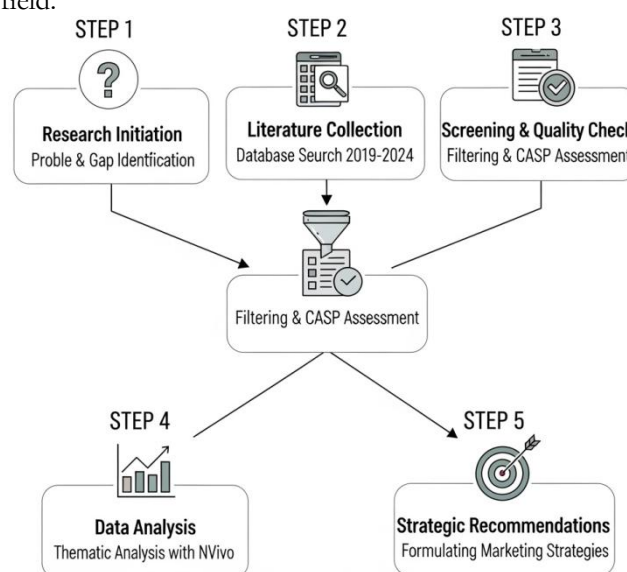 field.
STEP 1
STEP 2
STEP 3
?
Research Initiation
Proble & Gap Identfication
Literature Collection
Database Seurch 2019-2024
Screening & Quality Check
Filtering & CASP Assessment
Filtering & CASP Assessment
STEP 4
STEP 5
Data Analysis
Thematic Analysis with NVivo
Strategic Recommendations
Formulating Marketing Strategies